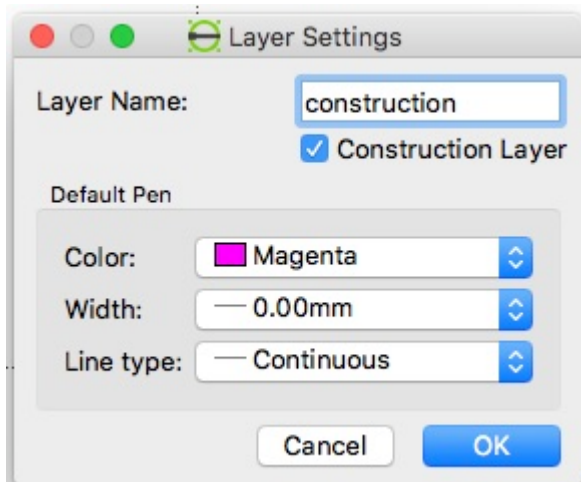 Layer Settings
Layer Name: construction
Construction Layer
Default Pen
Color: Magenta
Width: 0.00mm
Line type: Continuous
Cancel OK